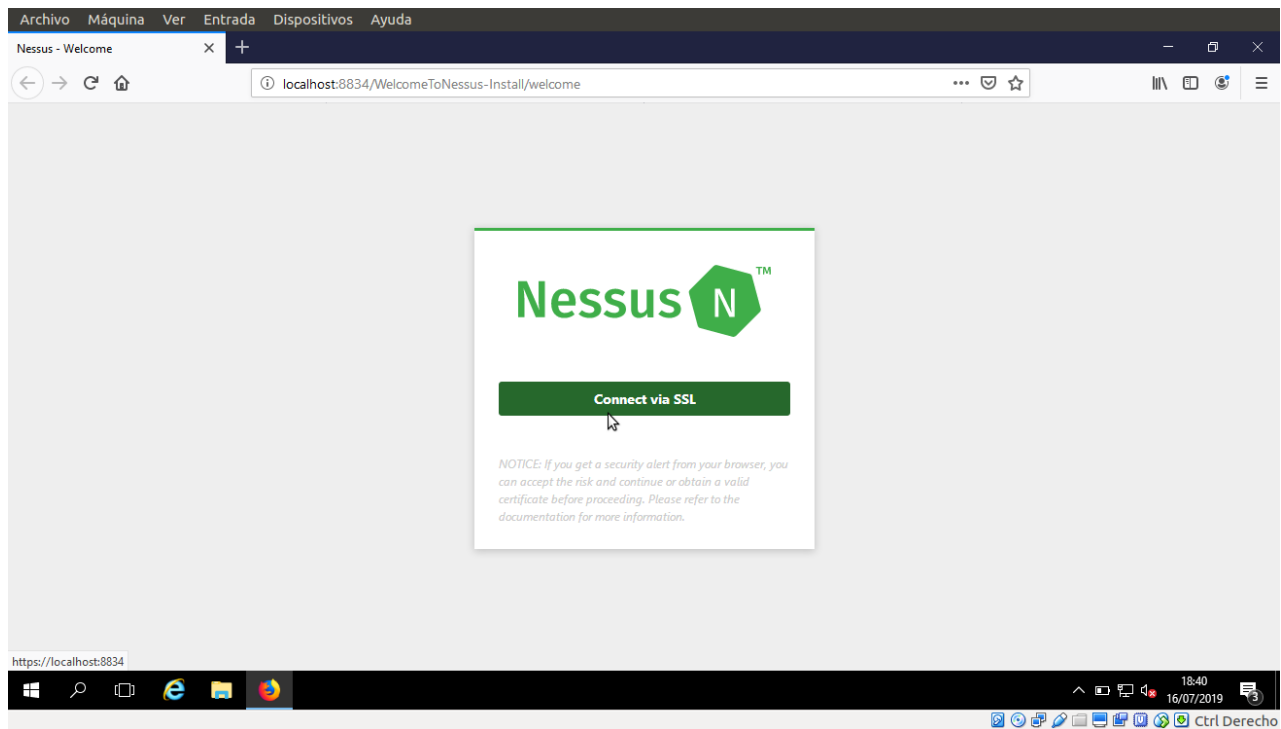 Archivo Máquina Ver Entrada Dispositivos Ayuda
Nessus - Welcome
localhost:8834/WelcomeToNessus-Install/welcome
Nessus N ™
Connect via SSL
NOTICE: If you get a security alert from your browser, you
can accept the risk and continue or obtain a valid
certificate before proceeding. Please refer to the
documentation for more information.
https://localhost:8834
18:40
16/07/2019
3
Ctrl Derecho